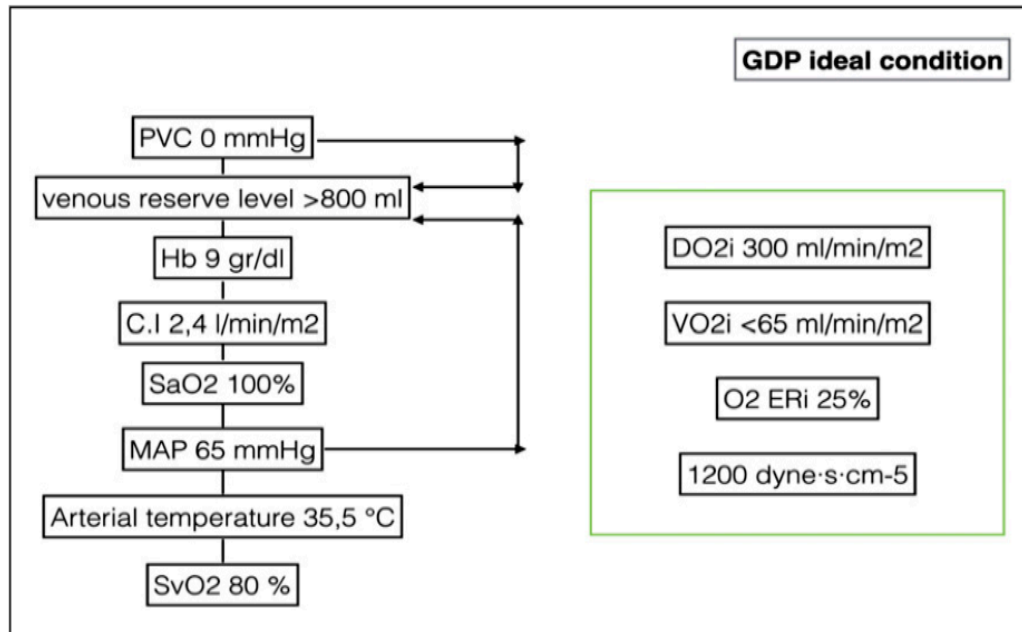 GDP ideal condition
PVC 0 mmHg
venous reserve level >800 ml
Hb 9 gr/dl
C.I 2,4 l/min/m2
SaO2 100%
MAP 65 mmHg
Arterial temperature 35,5 °C
SvO2 80 %
DO2i 300 ml/min/m2
VO2i <65 ml/min/m2
O2 ERi 25%
1200 dyne·s·cm-5